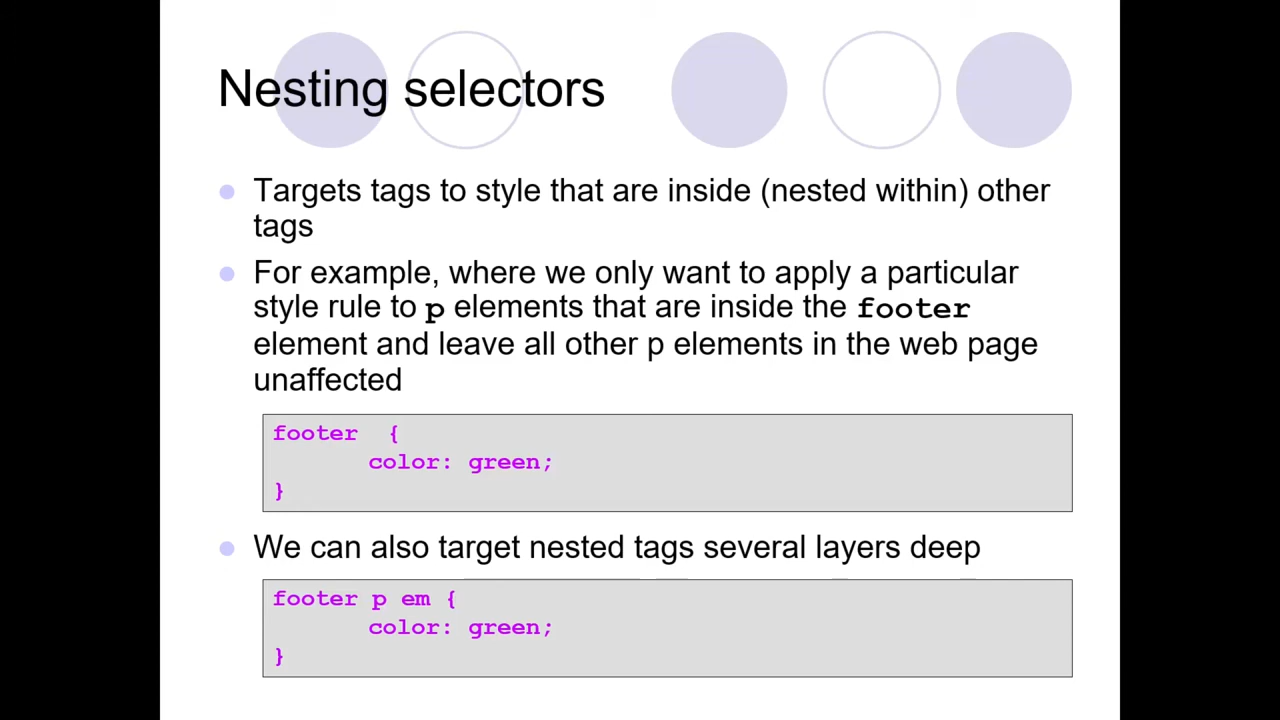 Nesting selectors
Targets tags to style that are inside (nested within) other
tags
For example, where we only want to apply a particular
style rule to p elements that are inside the footer
element and leave all other p elements in the web page
unaffected
footer  {
color: green;
}
We can also target nested tags several layers deep
footer p em {
color: green;
}